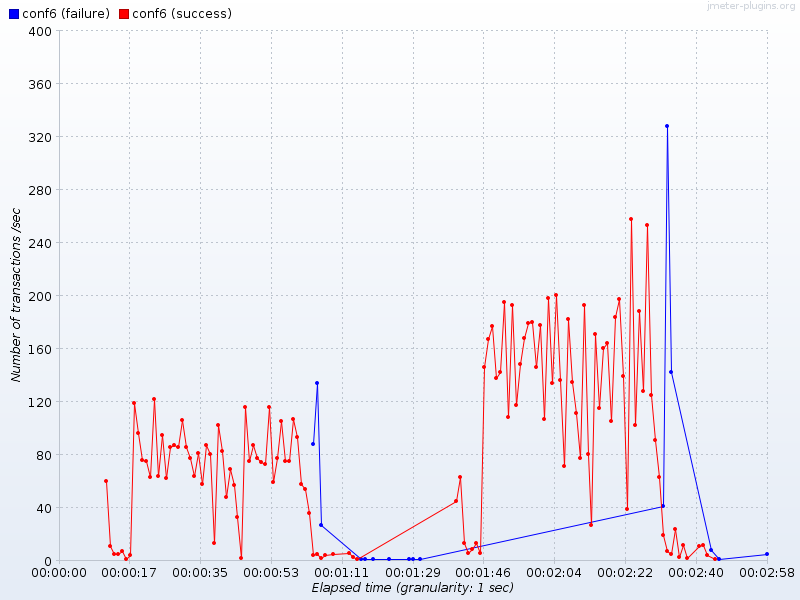 jmeter-plugins.org
conf6 (failure) conf6 (success)
400
360
320
280
240
200
160
120
80
40
0
Number of transactions /sec
00:00:00 00:00:17 00:00:35 00:00:53 00:01:11 00:01:29 00:01:46 00:02:04 00:02:22 00:02:40 00:02:58
Elapsed time (granularity: 1 sec)